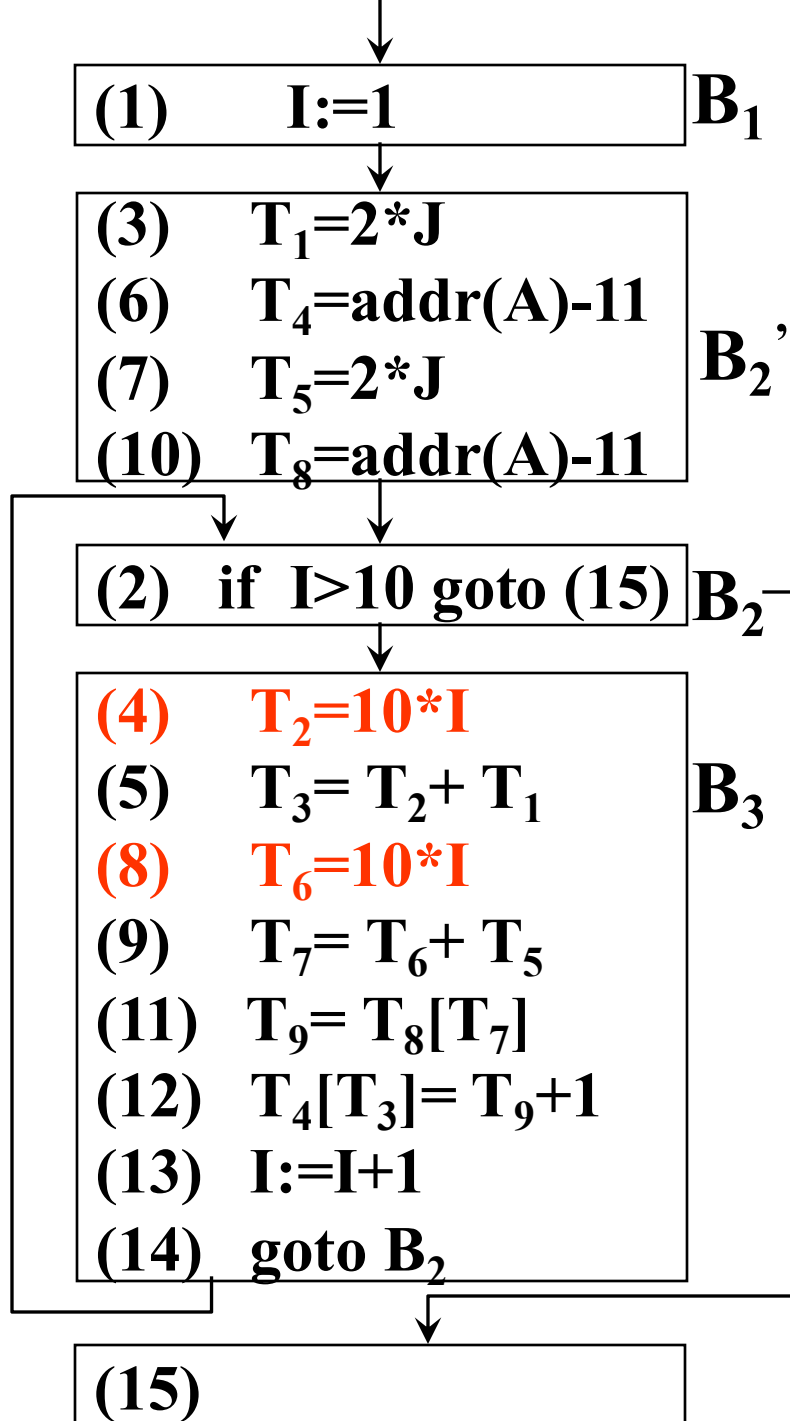 (1) I:=1 B₁
(3) T₁=2*J
(6) T₄=addr(A)-11
B₂’
(7) T₅=2*J
(10) T₈=addr(A)-11
(2) if I>10 goto (15) B₂
(4) T₂=10*I
(5) T₃= T₂+ T₁ B₃
(8) T₆=10*I
(9) T₇= T₆+ T₅
(11) T₉= T₈[T₇]
(12) T₄[T₃]= T₉+1
(13) I:=I+1
(14) goto B₂
(15)